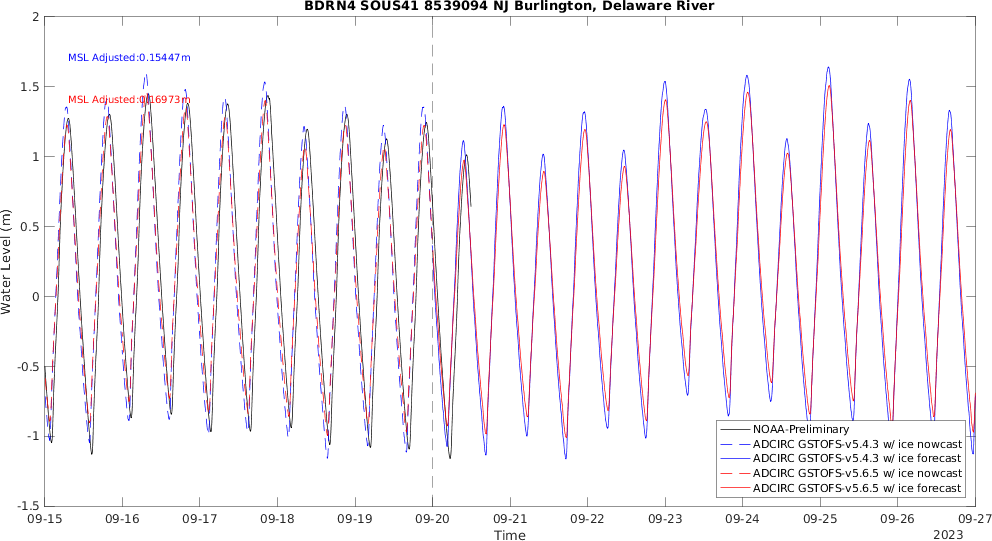 BDRN4 SOUS41 8539094 NJ Burlington, Delaware River
2
1.5
1
0.5
0
-0.5
-1
-1.5
Water Level (m)
MSL Adjusted:0.15447m
MSL Adjusted:0.16973m
NOAA-Preliminary
ADCIRC GSTOFS-v5.4.3 w/ ice nowcast
ADCIRC GSTOFS-v5.4.3 w/ ice forecast
ADCIRC GSTOFS-v5.6.5 w/ ice nowcast
ADCIRC GSTOFS-v5.6.5 w/ ice forecast
09-15 09-16 09-17 09-18 09-19 09-20 09-21 09-22 09-23 09-24 09-25 09-26 09-27
Time
2023